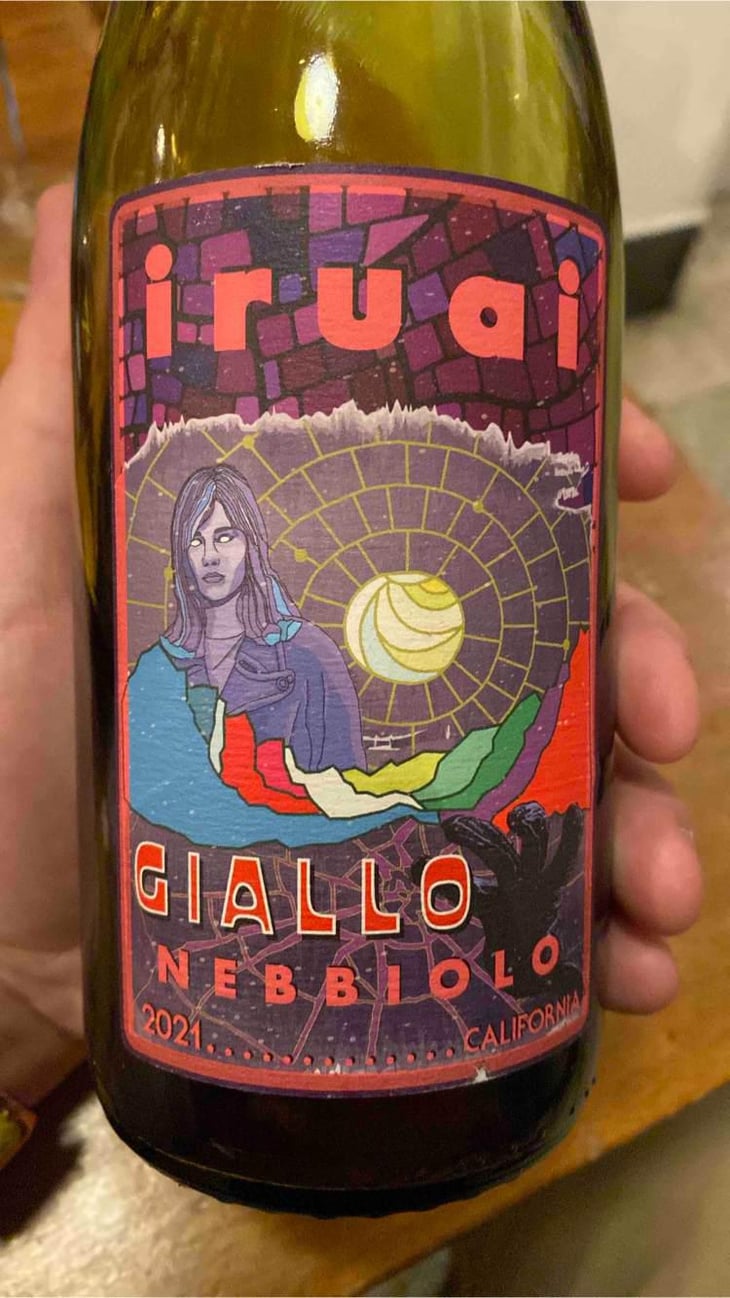 iruai
GIALLO
NEBBIOLO
2021..............CALIFORNIA